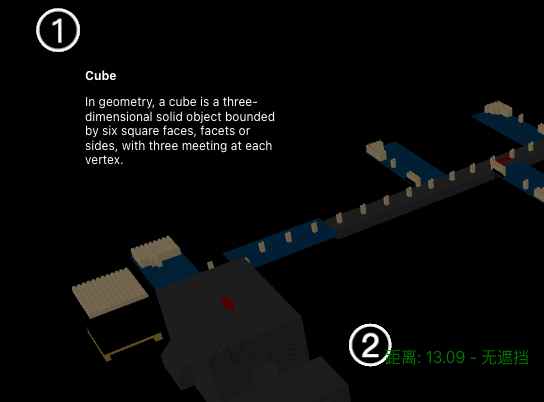 ①
Cube
In geometry, a cube is a three-
dimensional solid object bounded
by six square faces, facets or
sides, with three meeting at each
vertex.
②
距离: 13.09 - 无遮挡